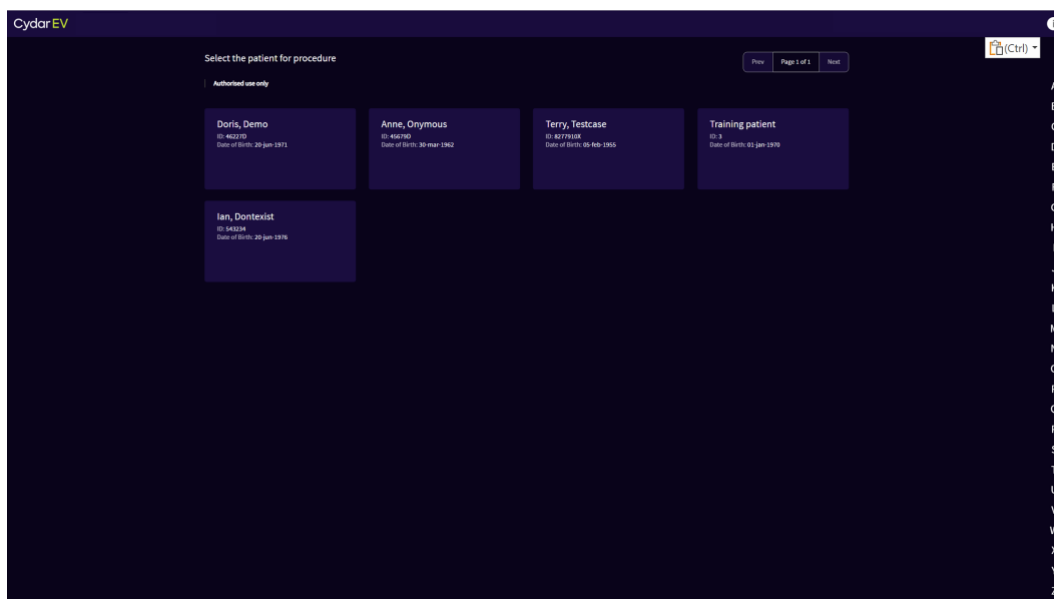 Cydar EV
(Ctrl)
Select the patient for procedure
Prev Page 1 of 1 Next
Authorised use only
Doris, Demo
ID: 46227D
Date of Birth: 20-jun-1971
Anne, Onymous
ID: 45679D
Date of Birth: 30-mar-1962
Terry, Testcase
ID: 8277910X
Date of Birth: 05-feb-1955
Training patient
ID: 3
Date of Birth: 01-jan-1970
Ian, Dontexist
ID: 543234
Date of Birth: 20-jun-1976